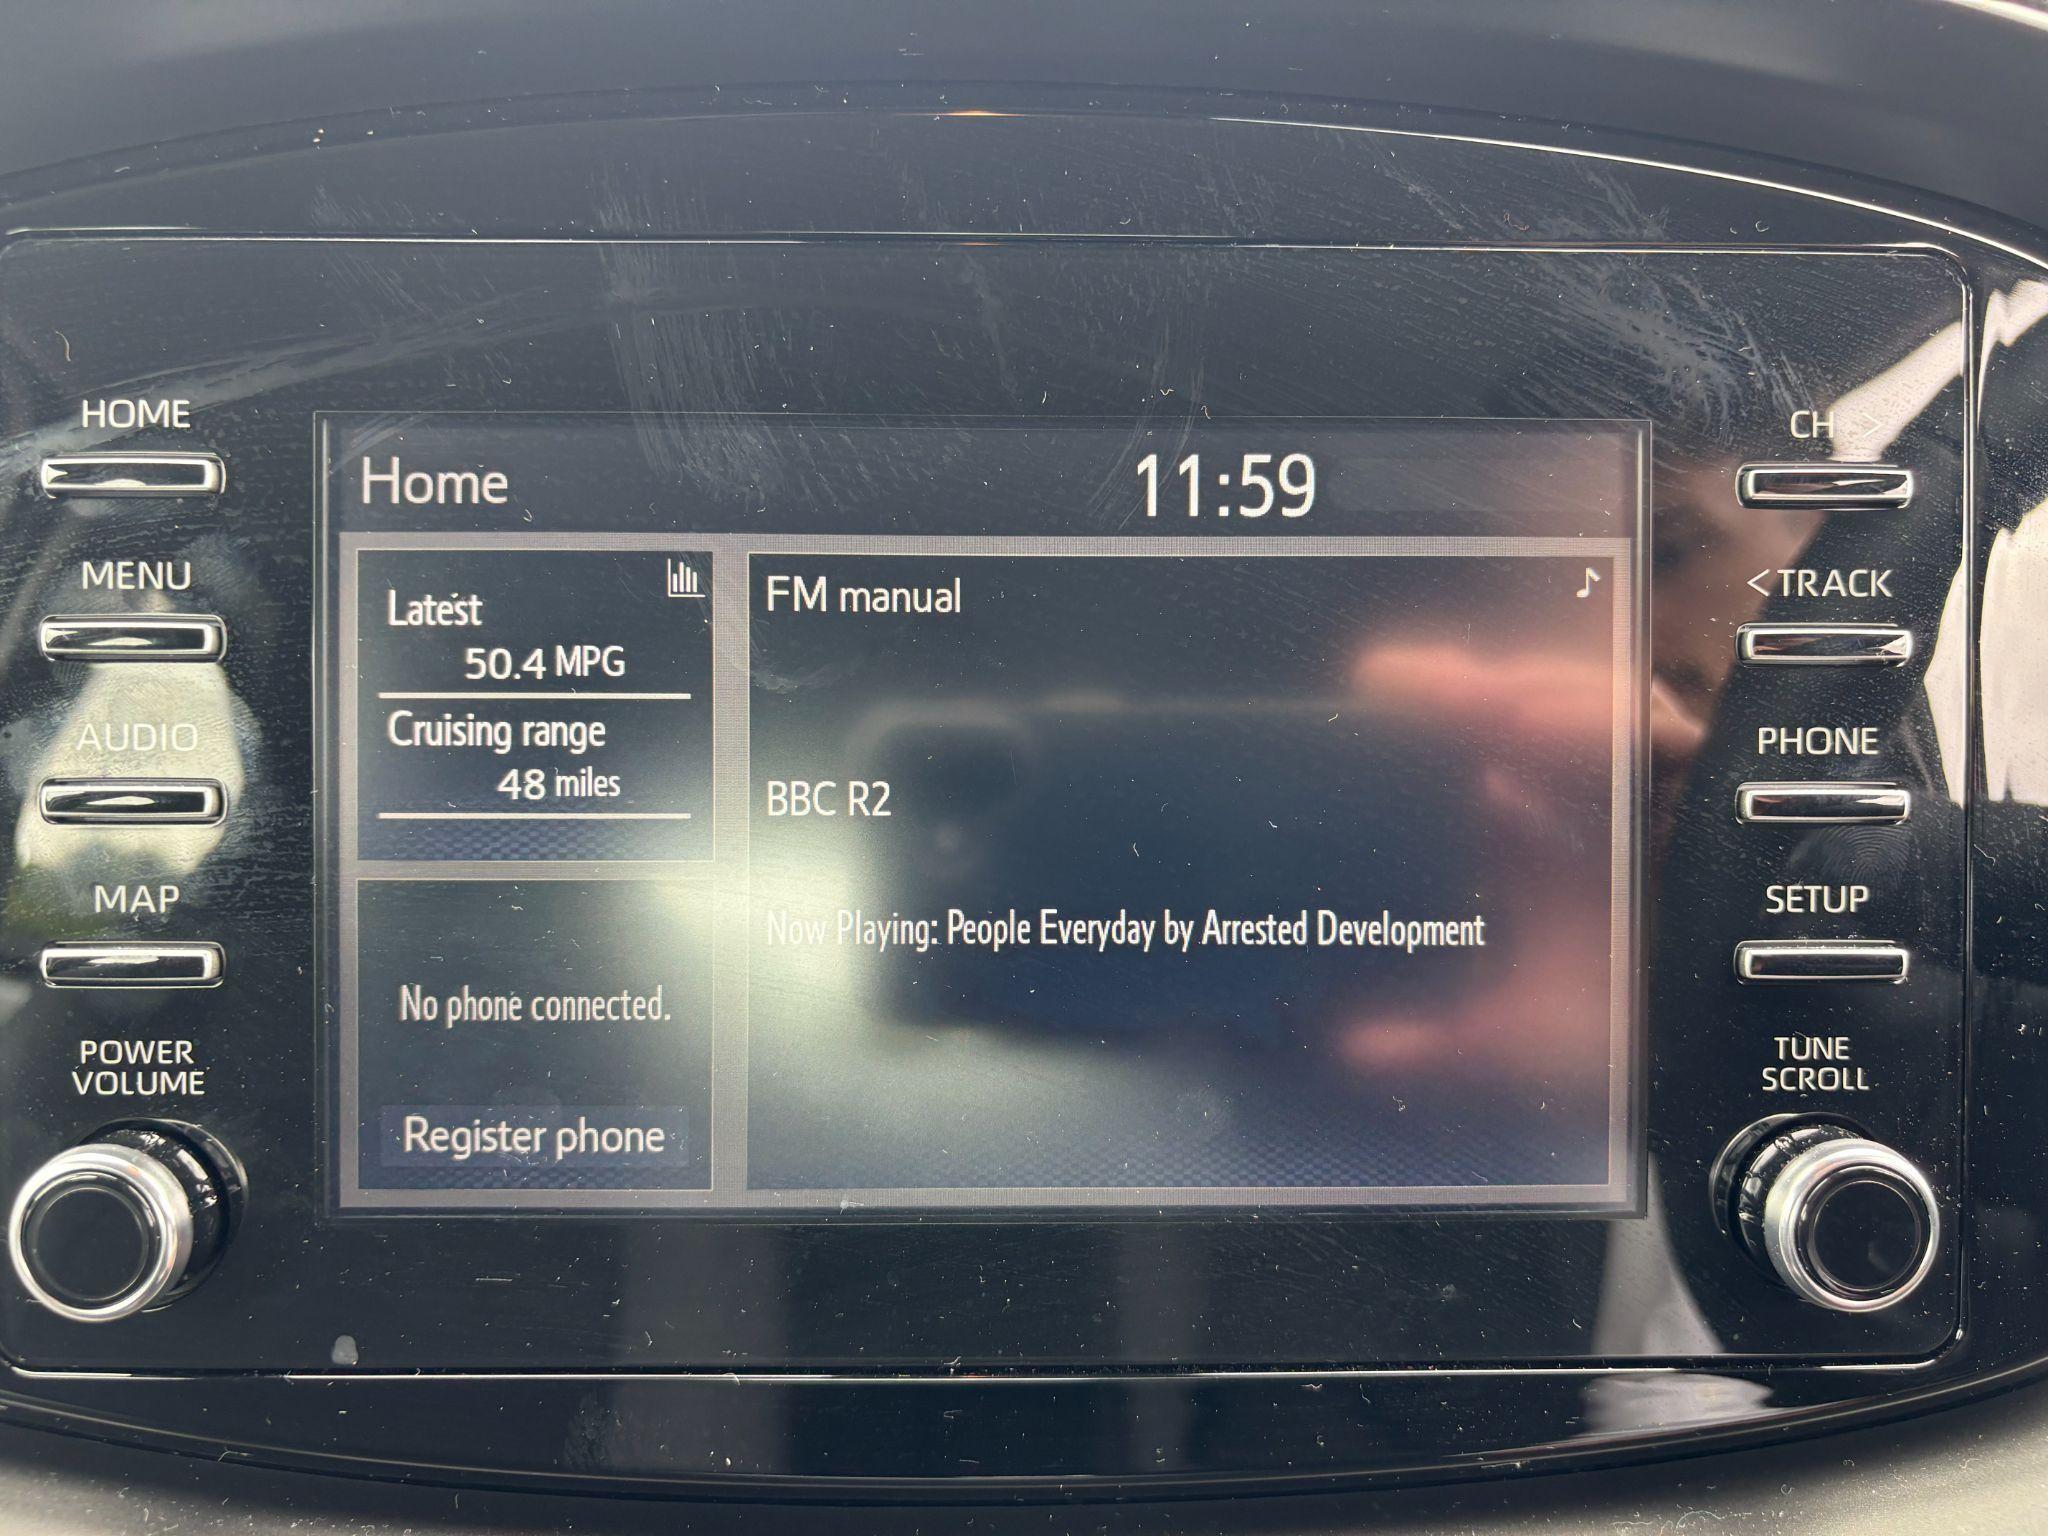 HOME
MENU
AUDIO
MAP
POWER
VOLUME
Home
11:59
Latest
50.4 MPG
Cruising range
48 miles
No phone connected.
Register phone
FM manual
BBC R2
Now Playing: People Everyday by Arrested Development
CH >
< TRACK
PHONE
SETUP
TUNE
SCROLL